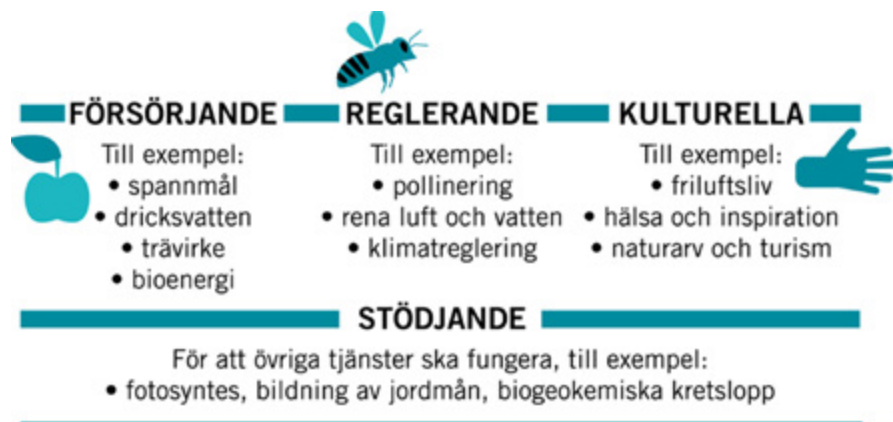 FÖRSÖRJANDE
Till exempel:
• spannmål
• dricksvatten
• trävirke
• bioenergi
REGLERANDE
Till exempel:
• pollinering
• rena luft och vatten
• klimatreglering
KULTURELLA
Till exempel:
• friluftsliv
• hälsa och inspiration
• naturarv och turism
STÖDJANDE
För att övriga tjänster ska fungera, till exempel:
• fotosyntes, bildning av jordmån, biogeokemiska kretslopp